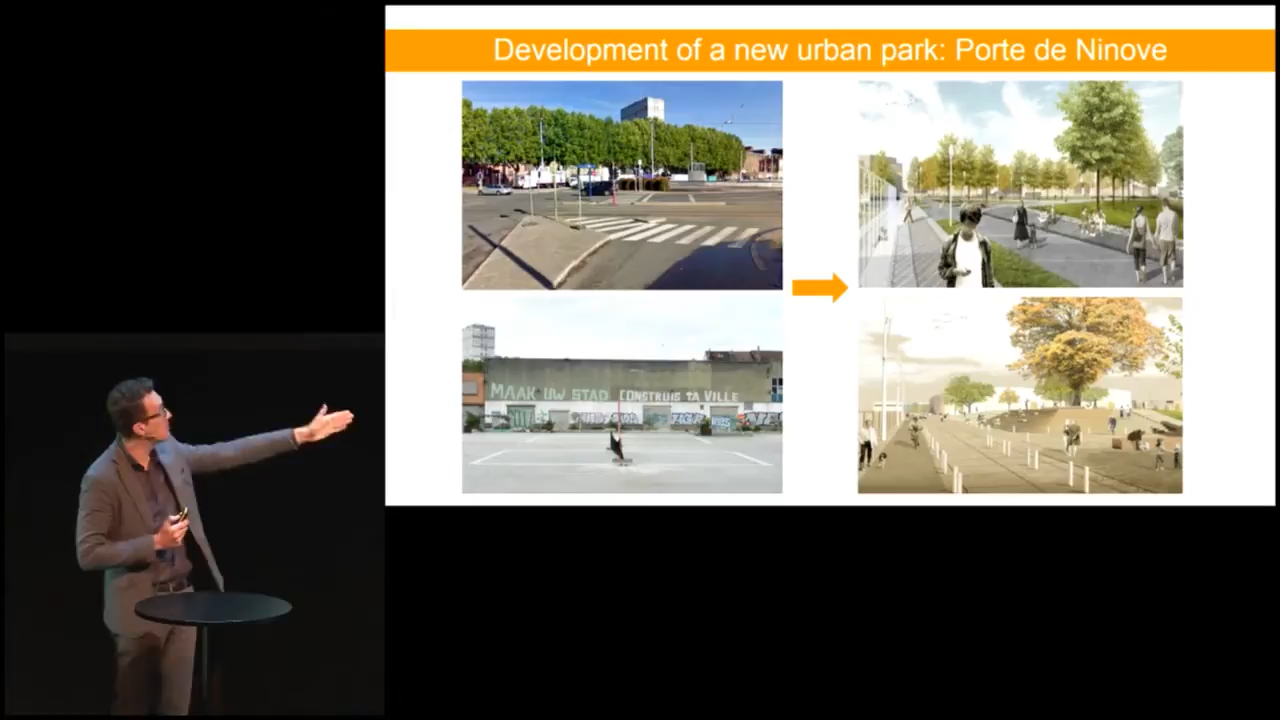 Development of a new urban park: Porte de Ninove
MAAK UW STAD CONSTRUIS TA VILLE